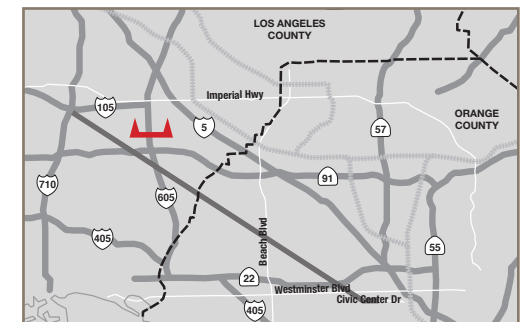 LOS ANGELES
COUNTY
Imperial Hwy
105
5
57
ORANGE
COUNTY
91
710
605
405
Beach Blvd
55
22
Westminster Blvd
Civic Center Dr
405